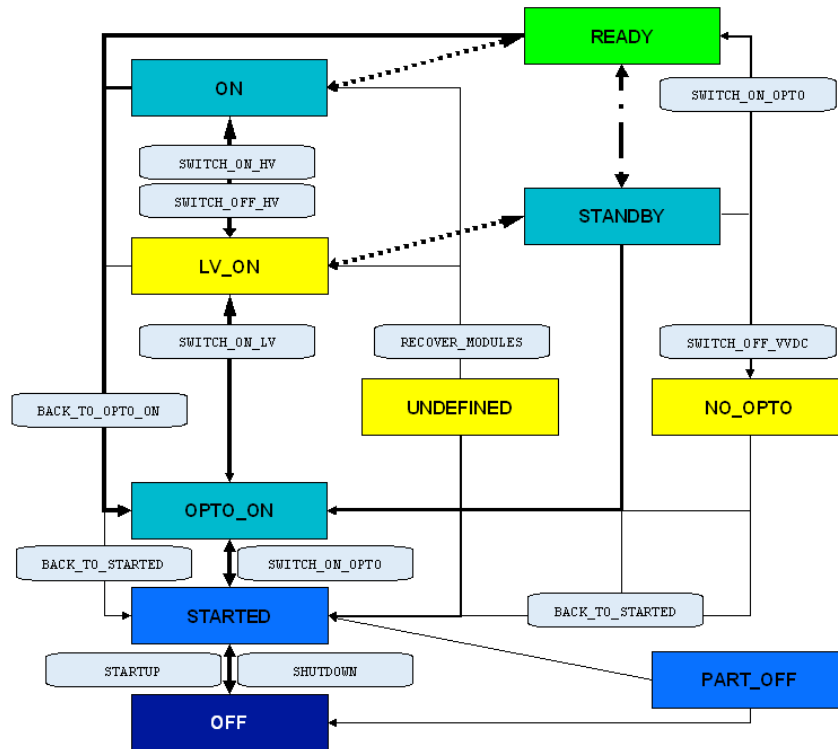 READY
ON
SWITCH_ON_OPTO
SWITCH_ON_HV
SWITCH_OFF_HV
STANDBY
LV_ON
SWITCH_ON_LV
RECOVER_MODULES
SWITCH_OFF_VVDC
BACK_TO_OPTO_ON
UNDEFINED
NO_OPTO
OPTO_ON
BACK_TO_STARTED
SWITCH_ON_OPTO
STARTED
BACK_TO_STARTED
STARTUP
SHUTDOWN
PART_OFF
OFF